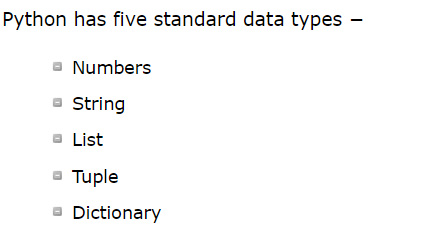 Python has five standard data types −
Numbers
String
List
Tuple
Dictionary